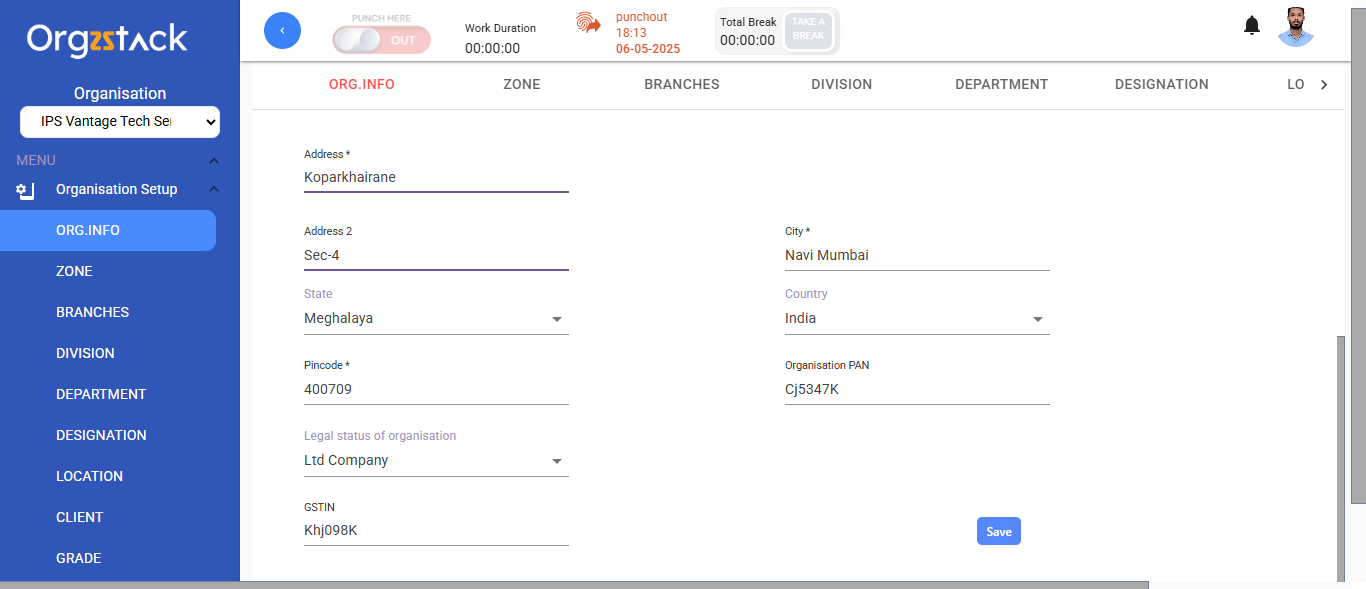 Orgzstack
Organisation
IPS Vantage Tech Ser
MENU
Organisation Setup
ORG.INFO
ZONE
BRANCHES
DIVISION
DEPARTMENT
DESIGNATION
LOCATION
CLIENT
GRADE
PUNCH HERE
OUT
Work Duration
00:00:00
punchout
18:13
06-05-2025
Total Break
00:00:00
TAKE A
BREAK
ORG.INFO ZONE BRANCHES DIVISION DEPARTMENT DESIGNATION LO
Address *
Koparkhairane
Address 2
Sec-4
City *
Navi Mumbai
State
Meghalaya
Country
India
Pincode *
400709
Organisation PAN
Cj5347K
Legal status of organisation
Ltd Company
GSTIN
Khj098K
Save